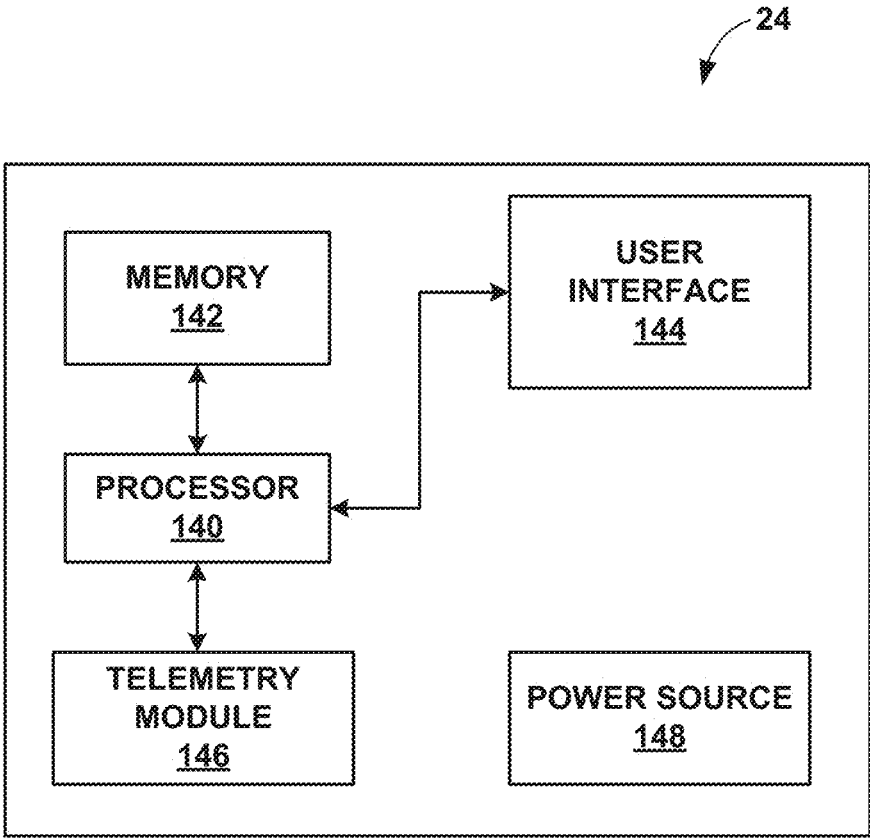 24
MEMORY
142
USER
INTERFACE
144
PROCESSOR
140
TELEMETRY
MODULE
146
POWER SOURCE
148